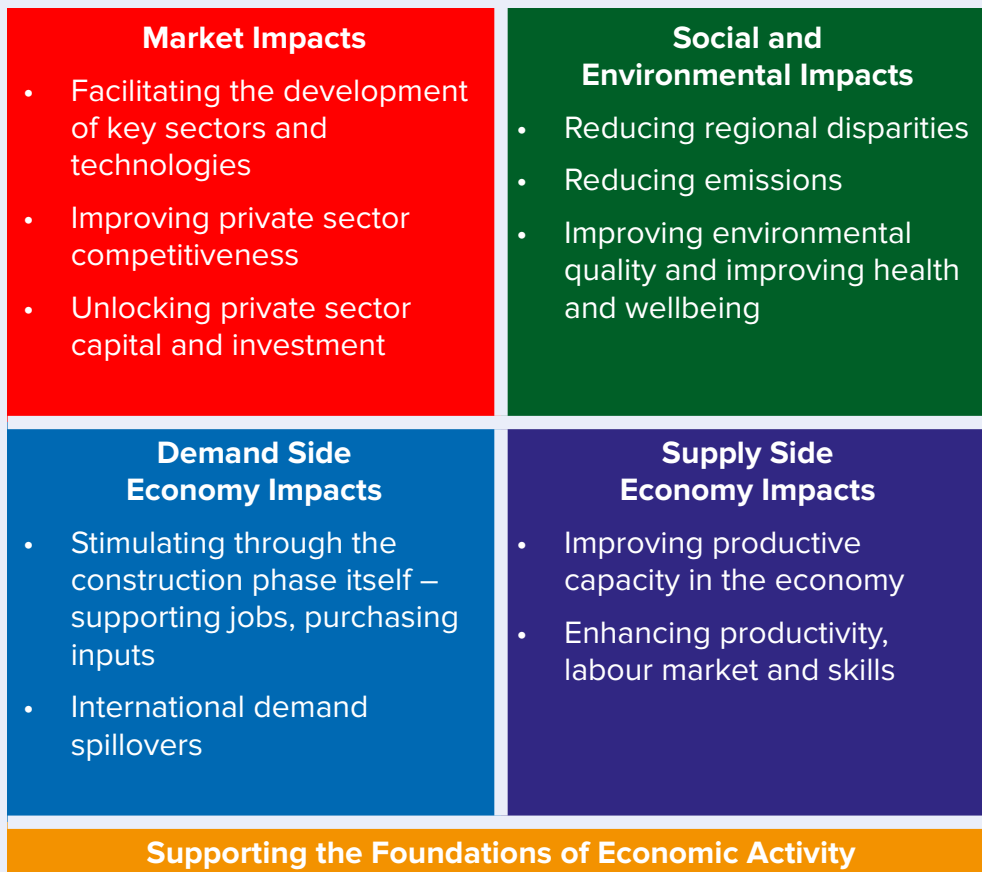 Market Impacts
• Facilitating the development
of key sectors and
technologies
• Improving private sector
competitiveness
• Unlocking private sector
capital and investment
Social and
Environmental Impacts
• Reducing regional disparities
• Reducing emissions
• Improving environmental
quality and improving health
and wellbeing
Demand Side
Economy Impacts
• Stimulating through the
construction phase itself –
supporting jobs, purchasing
inputs
• International demand
spillovers
Supply Side
Economy Impacts
• Improving productive
capacity in the economy
• Enhancing productivity,
labour market and skills
Supporting the Foundations of Economic Activity